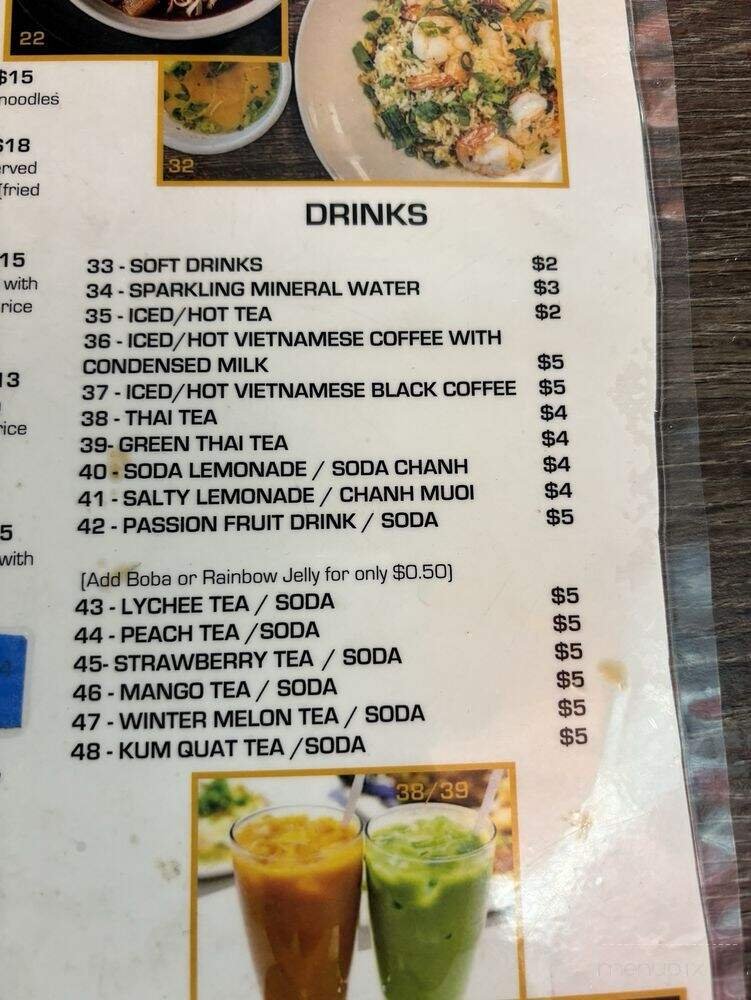 22
$15
noodles
$18
[fried
32
15
with
rice
13
rice
5
with
DRINKS
33 - SOFT DRINKS $2
34 - SPARKLING MINERAL WATER $3
35 - ICED/HOT TEA $2
36 - ICED/HOT VIETNAMESE COFFEE WITH
CONDENSED MILK $5
37 - ICED/HOT VIETNAMESE BLACK COFFEE $5
38 - THAI TEA $4
39- GREEN THAI TEA $4
40 - SODA LEMONADE / SODA CHANH $4
41 - SALTY LEMONADE / CHANH MUOI $4
42 - PASSION FRUIT DRINK / SODA $5
[Add Boba or Rainbow Jelly for only $0.50]
43 - LYCHEE TEA / SODA $5
44 - PEACH TEA /SODA $5
45- STRAWBERRY TEA / SODA $5
46 - MANGO TEA / SODA $5
47 - WINTER MELON TEA / SODA $5
48 - KUM QUAT TEA /SODA $5
38/39
menupix